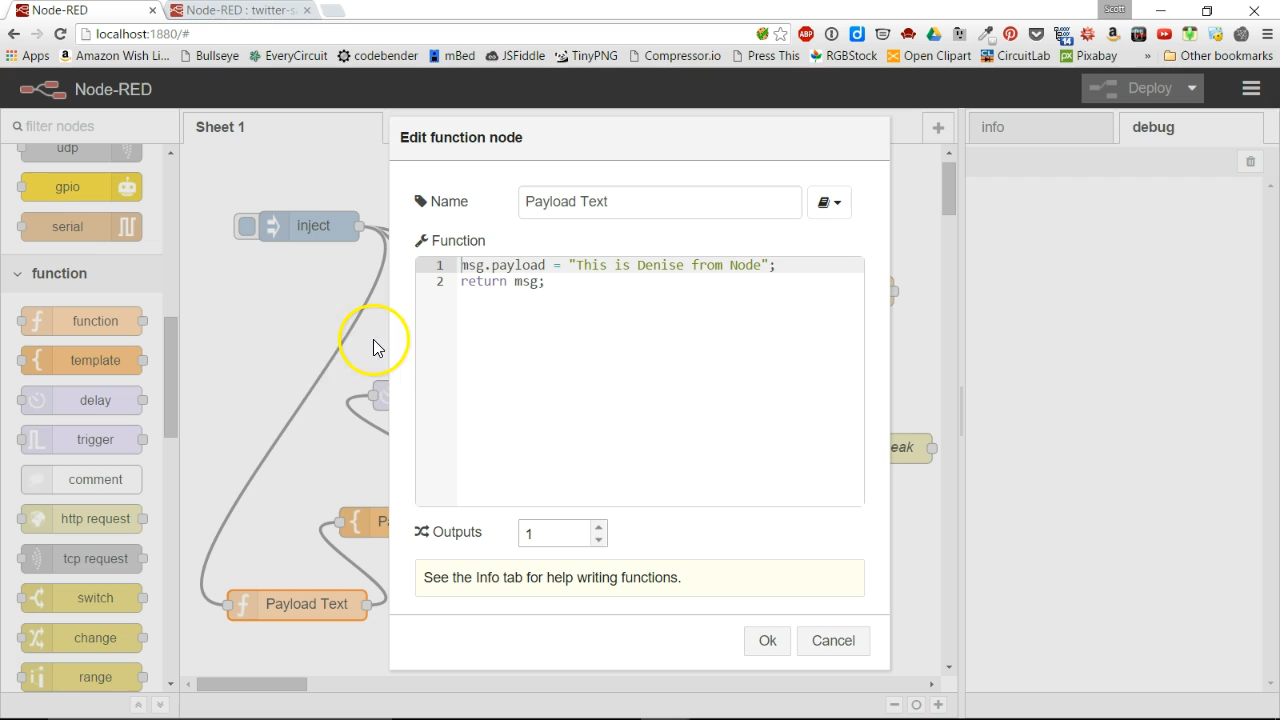 Node-RED
Node-RED : twitter-s
Scott
localhost:1880/#
Apps
Amazon Wish Li...
Bullseye
EveryCircuit
codebender
mBed
JSFiddle
TinyPNG
Compressor.io
Press This
RGBStock
Open Clipart
CircuitLab
px
Pixabay
»
Other bookmarks
Node-RED
Deploy
filter nodes
Sheet 1
Edit function node
info
debug
udp
gpio
Name
Payload Text
serial
inject
Function
function
1 msg.payload = "This is Denise from Node";
2 return msg;
function
template
delay
trigger
eak
comment
http request
P
Outputs
1
tcp request
See the Info tab for help writing functions.
switch
Payload Text
change
Ok
Cancel
range